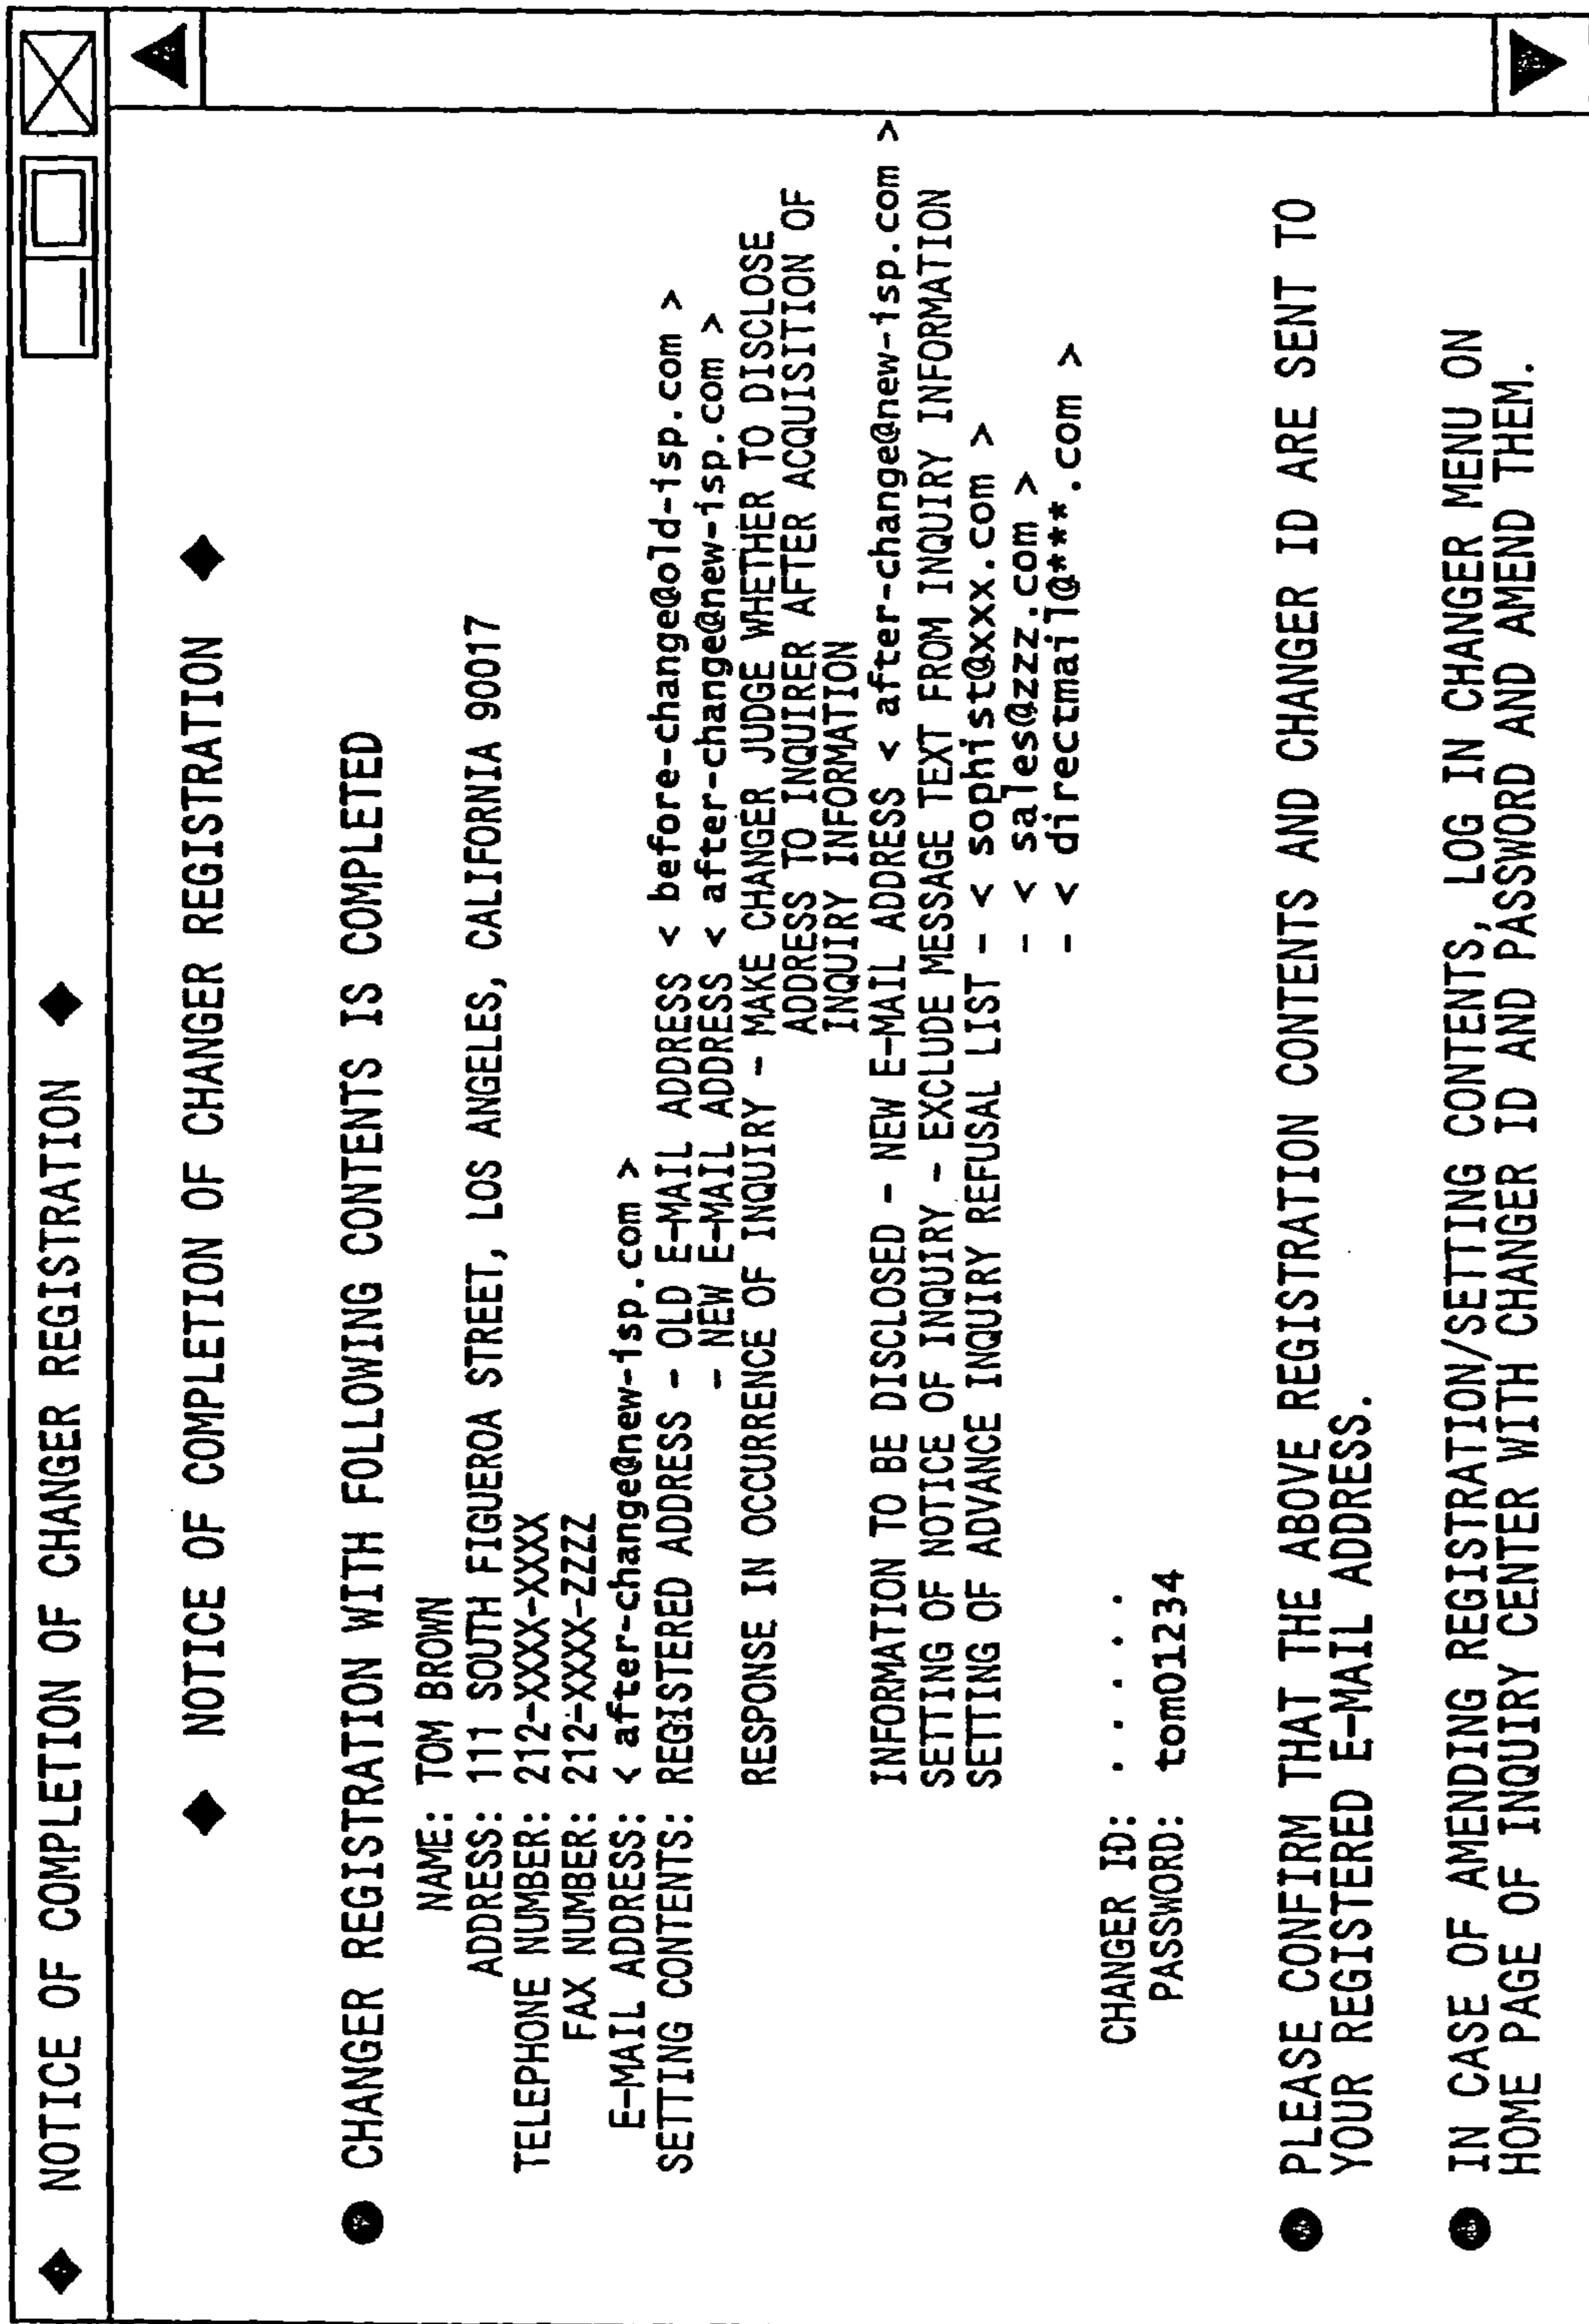 ◆ NOTICE OF COMPLETION OF CHANGER REGISTRATION ◆
◆ NOTICE OF COMPLETION OF CHANGER REGISTRATION ◆
● CHANGER REGISTRATION WITH FOLLOWING CONTENTS IS COMPLETED
NAME: TOM BROWN
ADDRESS: 111 SOUTH FIGUEROA STREET, LOS ANGELES, CALIFORNIA 90017
TELEPHONE NUMBER: 212-XXX-XXXX
FAX NUMBER: 212-XXX-ZZZZ
E-MAIL ADDRESS: < after-change@new-isp.com >
SETTING CONTENTS: REGISTERED ADDRESS - OLD E-MAIL ADDRESS < before-change@old-isp.com >
- NEW E-MAIL ADDRESS < after-change@new-isp.com >
RESPONSE IN OCCURRENCE OF INQUIRY - MAKE CHANGER JUDGE WHETHER TO DISCLOSE
ADDRESS TO INQUIRER AFTER ACQUISITION OF
INQUIRY INFORMATION
INFORMATION TO BE DISCLOSED - NEW E-MAIL ADDRESS < after-change@new-isp.com >
SETTING OF NOTICE OF INQUIRY - EXCLUDE MESSAGE TEXT FROM INQUIRY INFORMATION
SETTING OF ADVANCE INQUIRY REFUSAL LIST - < sophist@xxx.com >
- < sales@zzz.com >
- < directmail@***.com >
CHANGER ID: · · · · ·
PASSWORD: tom01234
● PLEASE CONFIRM THAT THE ABOVE REGISTRATION CONTENTS AND CHANGER ID ARE SENT TO
YOUR REGISTERED E-MAIL ADDRESS.
● IN CASE OF AMENDING REGISTRATION/SETTING CONTENTS, LOG IN CHANGER MENU ON
HOME PAGE OF INQUIRY CENTER WITH CHANGER ID AND PASSWORD AND AMEND THEM.